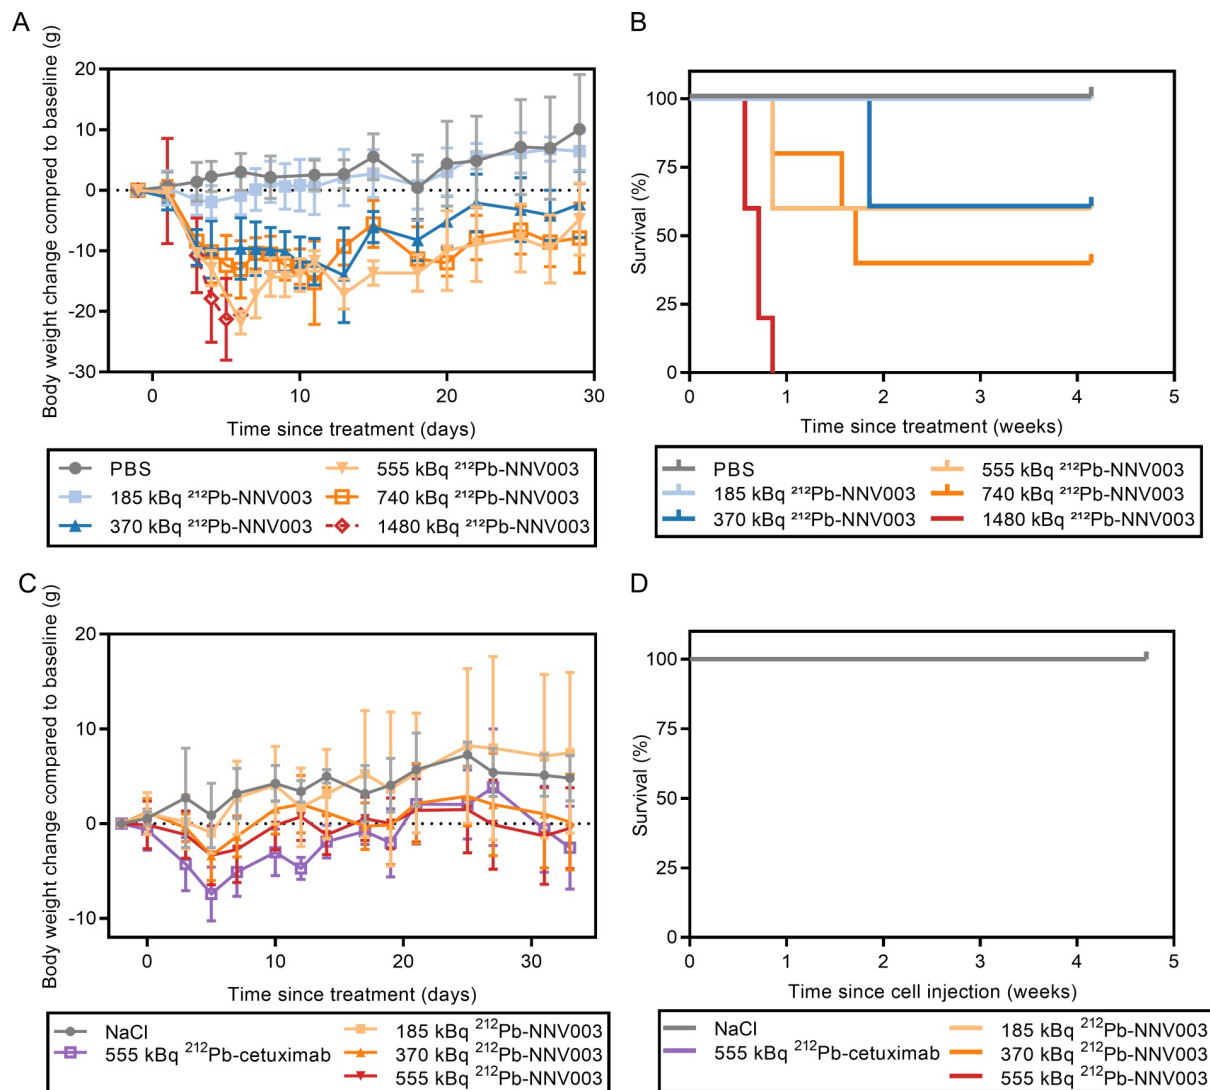 A
Body weight change compred to baseline (g)
20
10
0
-10
-20
-30
0
10
20
30
Time since treatment (days)
PBS
185 kBq ²¹²Pb-NNV003
370 kBq ²¹²Pb-NNV003
555 kBq ²¹²Pb-NNV003
740 kBq ²¹²Pb-NNV003
1480 kBq ²¹²Pb-NNV003
B
Survival (%)
100
75
50
25
0
0
1
2
3
4
5
Time since treatment (weeks)
PBS
185 kBq ²¹²Pb-NNV003
370 kBq ²¹²Pb-NNV003
555 kBq ²¹²Pb-NNV003
740 kBq ²¹²Pb-NNV003
1480 kBq ²¹²Pb-NNV003
C
Body weight change compared to baseline (g)
20
10
0
-10
0
10
20
30
Time since treatment (days)
NaCl
555 kBq ²¹²Pb-cetuximab
185 kBq ²¹²Pb-NNV003
370 kBq ²¹²Pb-NNV003
555 kBq ²¹²Pb-NNV003
D
Survival (%)
100
75
50
25
0
0
1
2
3
4
5
Time since cell injection (weeks)
NaCl
555 kBq ²¹²Pb-cetuximab
185 kBq ²¹²Pb-NNV003
370 kBq ²¹²Pb-NNV003
555 kBq ²¹²Pb-NNV003